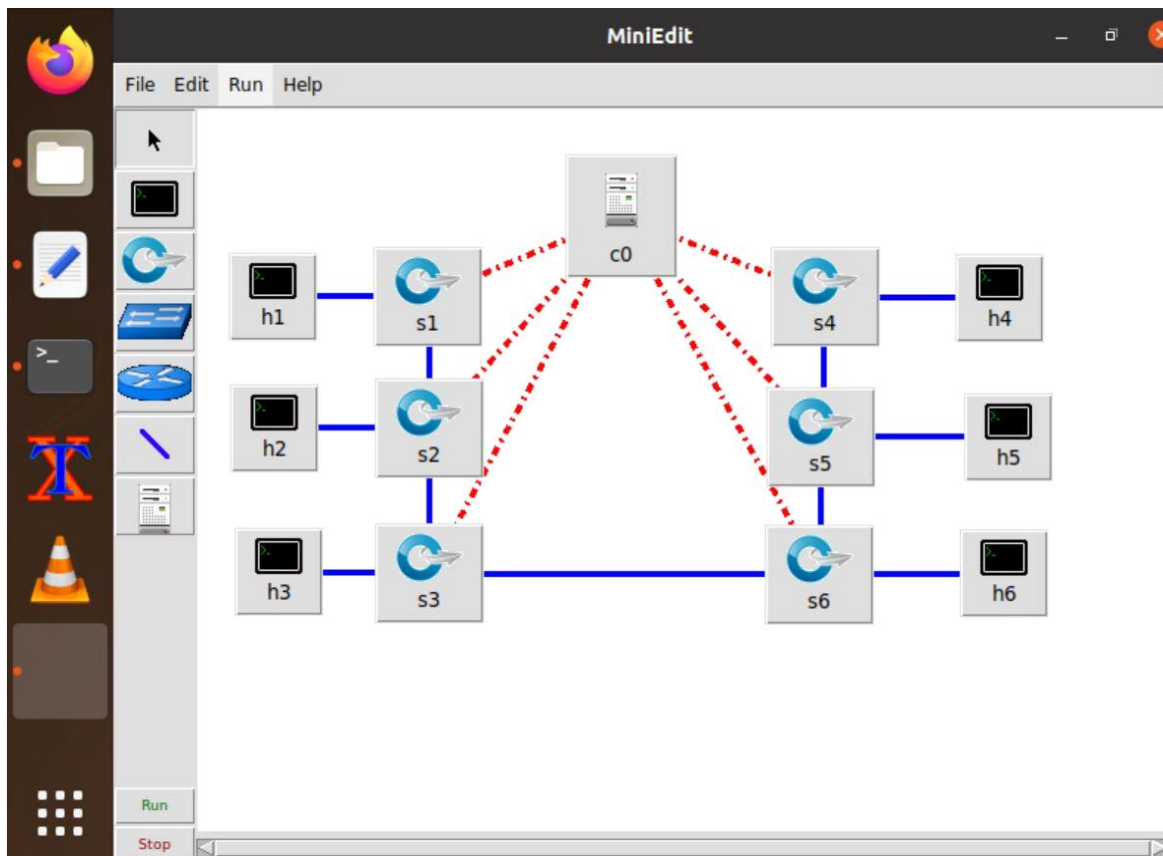 MiniEdit
File Edit Run Help
c0
h1 s1 s4 h4
h2 s2 s5 h5
h3 s3 s6 h6
Run
Stop